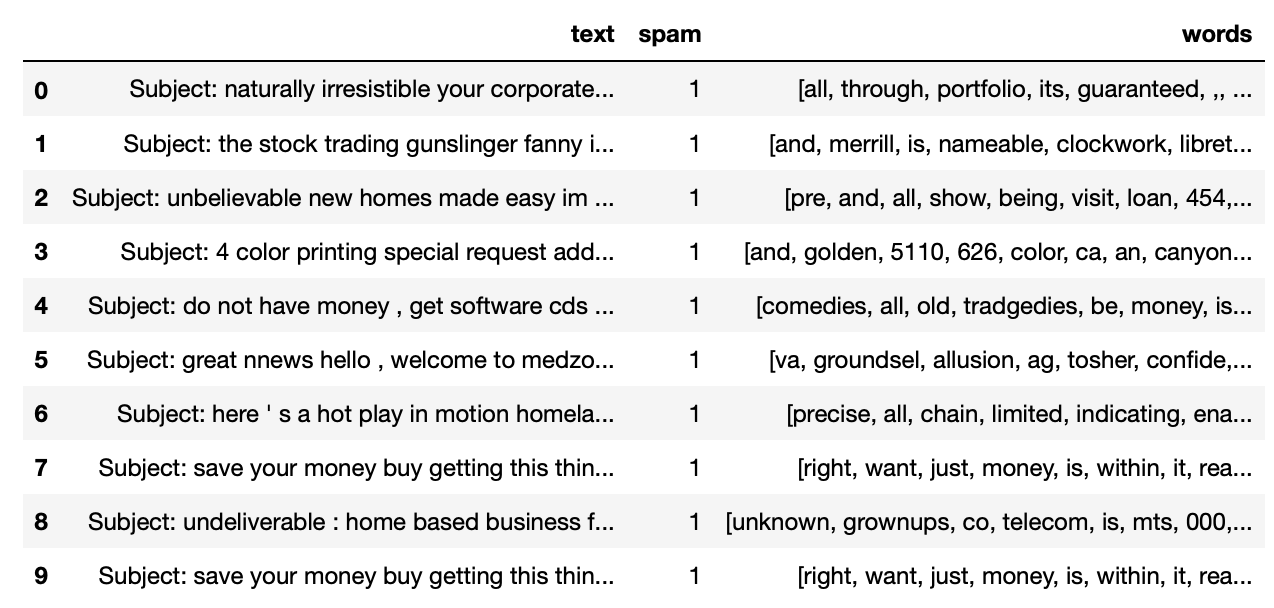 text spam words
0 Subject: naturally irresistible your corporate... 1 [all, through, portfolio, its, guaranteed, ,, ...
1 Subject: the stock trading gunslinger fanny i... 1 [and, merrill, is, nameable, clockwork, libret...
2 Subject: unbelievable new homes made easy im ... 1 [pre, and, all, show, being, visit, loan, 454,...
3 Subject: 4 color printing special request add... 1 [and, golden, 5110, 626, color, ca, an, canyon...
4 Subject: do not have money , get software cds ... 1 [comedies, all, old, tradgedies, be, money, is...
5 Subject: great nnews hello , welcome to medzo... 1 [va, groundsel, allusion, ag, tosher, confide,...
6 Subject: here ' s a hot play in motion homela... 1 [precise, all, chain, limited, indicating, ena...
7 Subject: save your money buy getting this thin... 1 [right, want, just, money, is, within, it, rea...
8 Subject: undeliverable : home based business f... 1 [unknown, grownups, co, telecom, is, mts, 000,...
9 Subject: save your money buy getting this thin... 1 [right, want, just, money, is, within, it, rea...